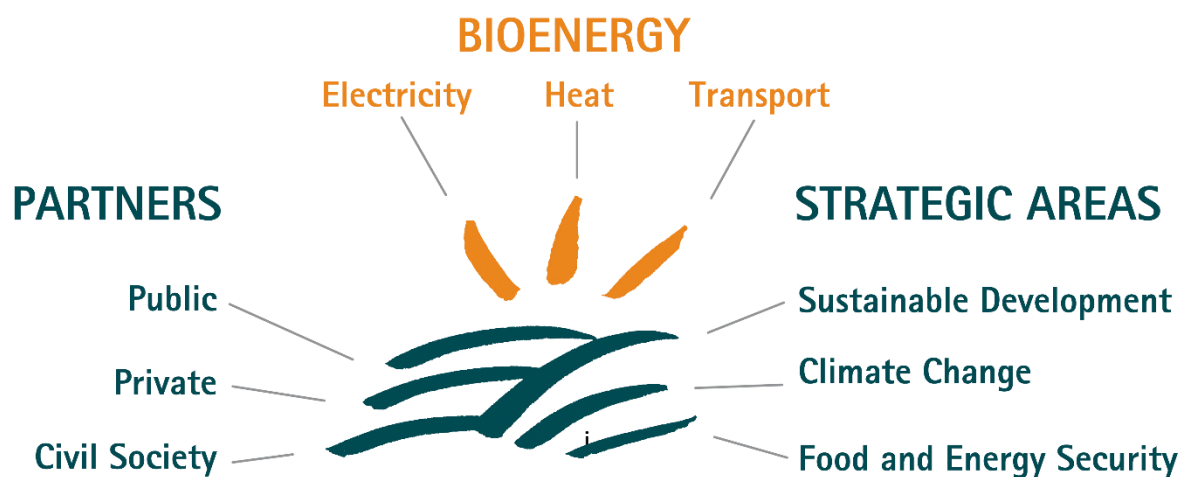 BIOENERGY
Electricity Heat Transport
PARTNERS
STRATEGIC AREAS
Public
Private
Civil Society
Sustainable Development
Climate Change
Food and Energy Security
i